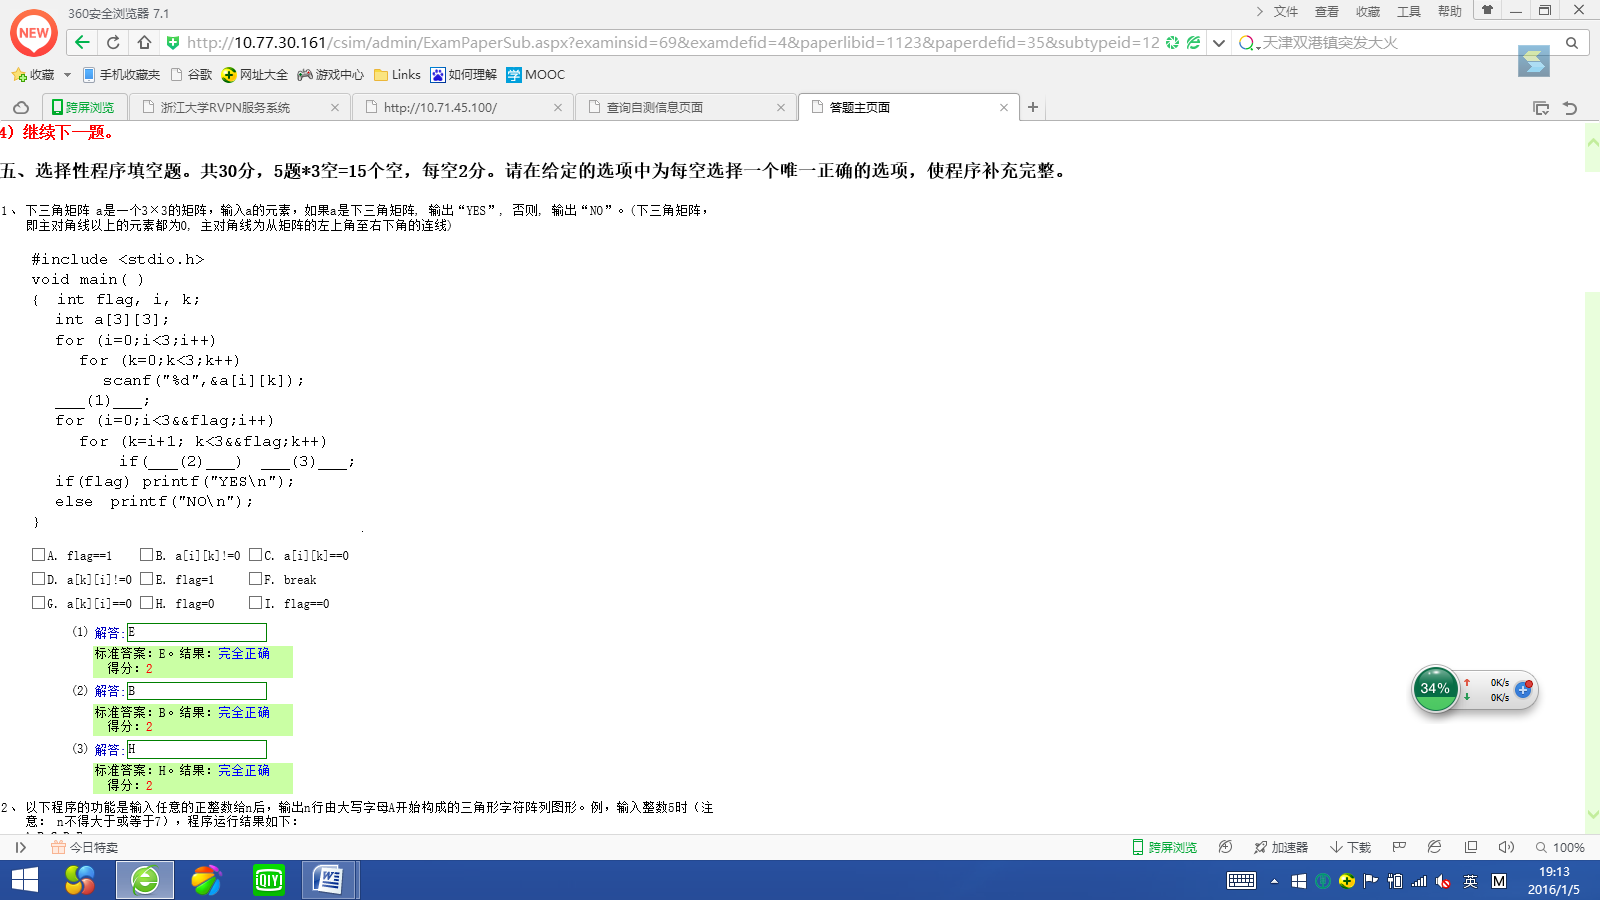 360安全浏览器 7.1
文件 查看 收藏 工具 帮助
NEW
http://10.77.30.161/csim/admin/ExamPaperSub.aspx?examinsid=69&examdefid=4&paperlibid=1123&paperdefid=35&subtypeid=12
天津双港镇突发大火
收藏 手机收藏夹 谷歌 网址大全 游戏中心 Links 如何理解 学 MOOC
跨屏浏览 浙江大学RVPN服务系统 http://10.71.45.100/ 查询自测信息页面 答题主页面
4）继续下一题。
五、选择性程序填空题。共30分，5题*3空=15个空，每空2分。请在给定的选项中为每空选择一个唯一正确的选项，使程序补充完整。
1、下三角矩阵 a是一个3×3的矩阵，输入a的元素，如果a是下三角矩阵, 输出“YES”, 否则, 输出“NO”。(下三角矩阵，
即主对角线以上的元素都为0, 主对角线为从矩阵的左上角至右下角的连线)
#include <stdio.h>
void main( )
{ int flag, i, k;
int a[3][3];
for (i=0;i<3;i++)
for (k=0;k<3;k++)
scanf("%d",&a[i][k]);
___(1)___;
for (i=0;i<3&&flag;i++)
for (k=i+1; k<3&&flag;k++)
if(___(2)___) ___(3)___;
if(flag) printf("YES\n");
else printf("NO\n");
}
A. flag==1 B. a[i][k]!=0 C. a[i][k]==0
D. a[k][i]!=0 E. flag=1 F. break
G. a[k][i]==0 H. flag=0 I. flag==0
(1) 解答:E
标准答案：E。结果：完全正确
得分：2
(2) 解答:B
标准答案：B。结果：完全正确
得分：2
(3) 解答:H
标准答案：H。结果：完全正确
得分：2
34% 0K/s
0K/s
2、以下程序的功能是输入任意的正整数给n后，输出n行由大写字母A开始构成的三角形字符阵列图形。例，输入整数5时（注
意： n不得大于或等于7），程序运行结果如下：
今日特卖 跨屏浏览 加速器 下载 100%
QIY 英 M 19:13
2016/1/5